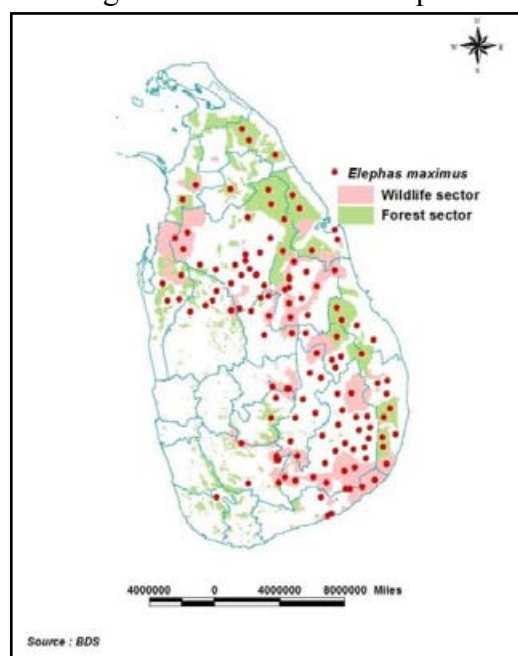 N
W E
S
Elephas maximus
Wildlife sector
Forest sector
4000000 0 4000000 8000000 Miles
Source : BDS